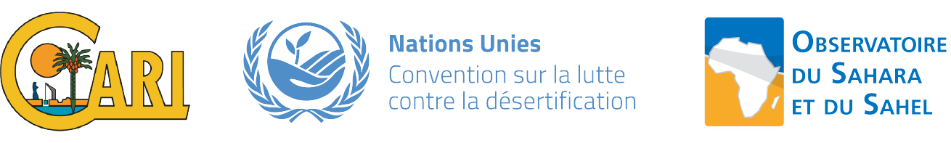 CARI
Nations Unies
Convention sur la lutte
contre la désertification
OBSERVATOIRE
DU SAHARA
ET DU SAHEL